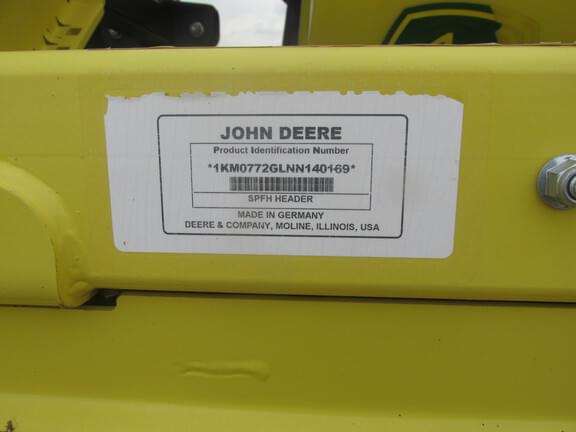 JOHN DEERE
Product Identification Number
*1KM0772GLNN140169*
SPFH HEADER
MADE IN GERMANY
DEERE & COMPANY, MOLINE, ILLINOIS, USA